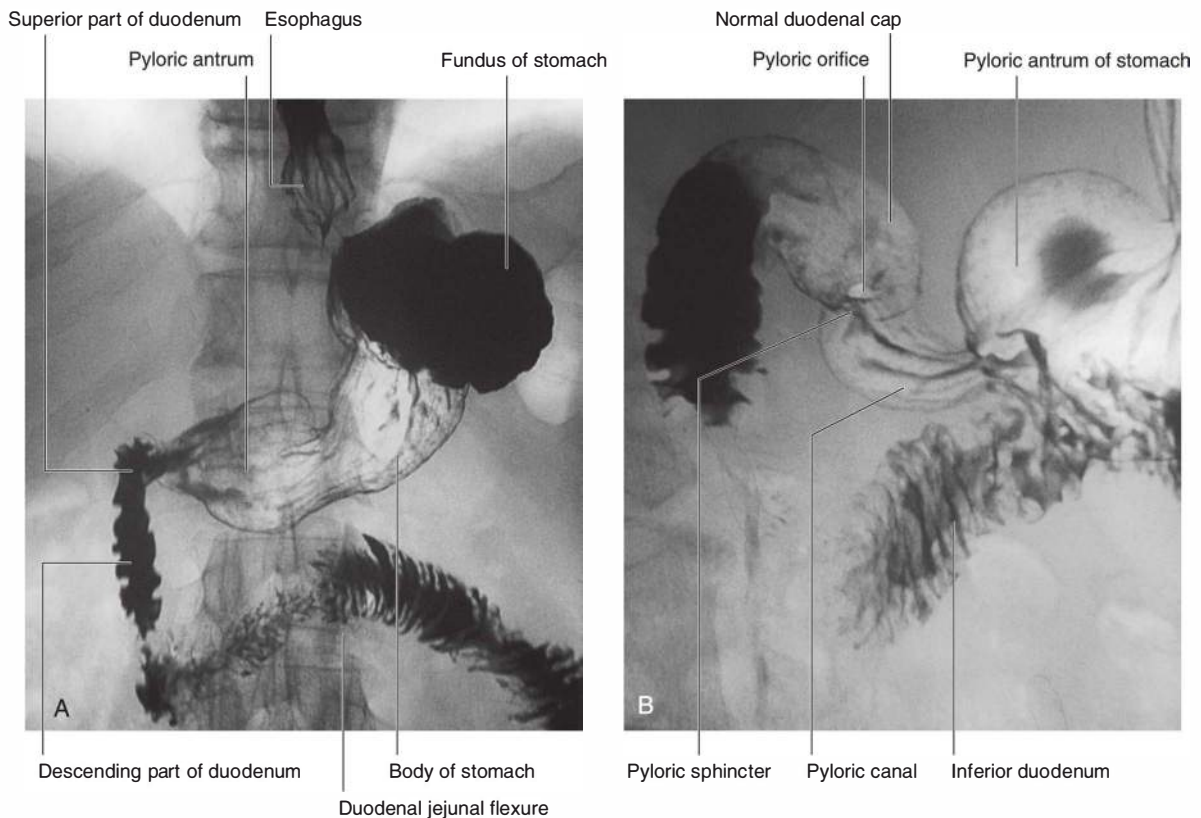 Superior part of duodenum
Esophagus
Pyloric antrum
Fundus of stomach
A
Descending part of duodenum
Body of stomach
Duodenal jejunal flexure
Normal duodenal cap
Pyloric orifice
Pyloric antrum of stomach
B
Pyloric sphincter
Pyloric canal
Inferior duodenum